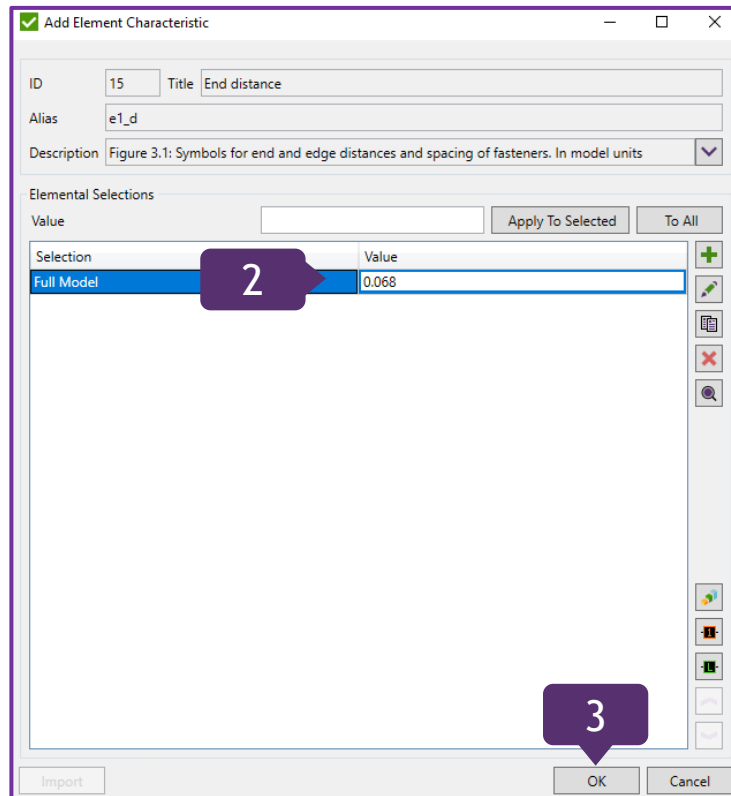 Add Element Characteristic
ID 15 Title End distance
Alias e1_d
Description Figure 3.1: Symbols for end and edge distances and spacing of fasteners. In model units
Elemental Selections
Value Apply To Selected To All
Selection Value
Full Model 2 0.068
1
L
3
Import OK Cancel